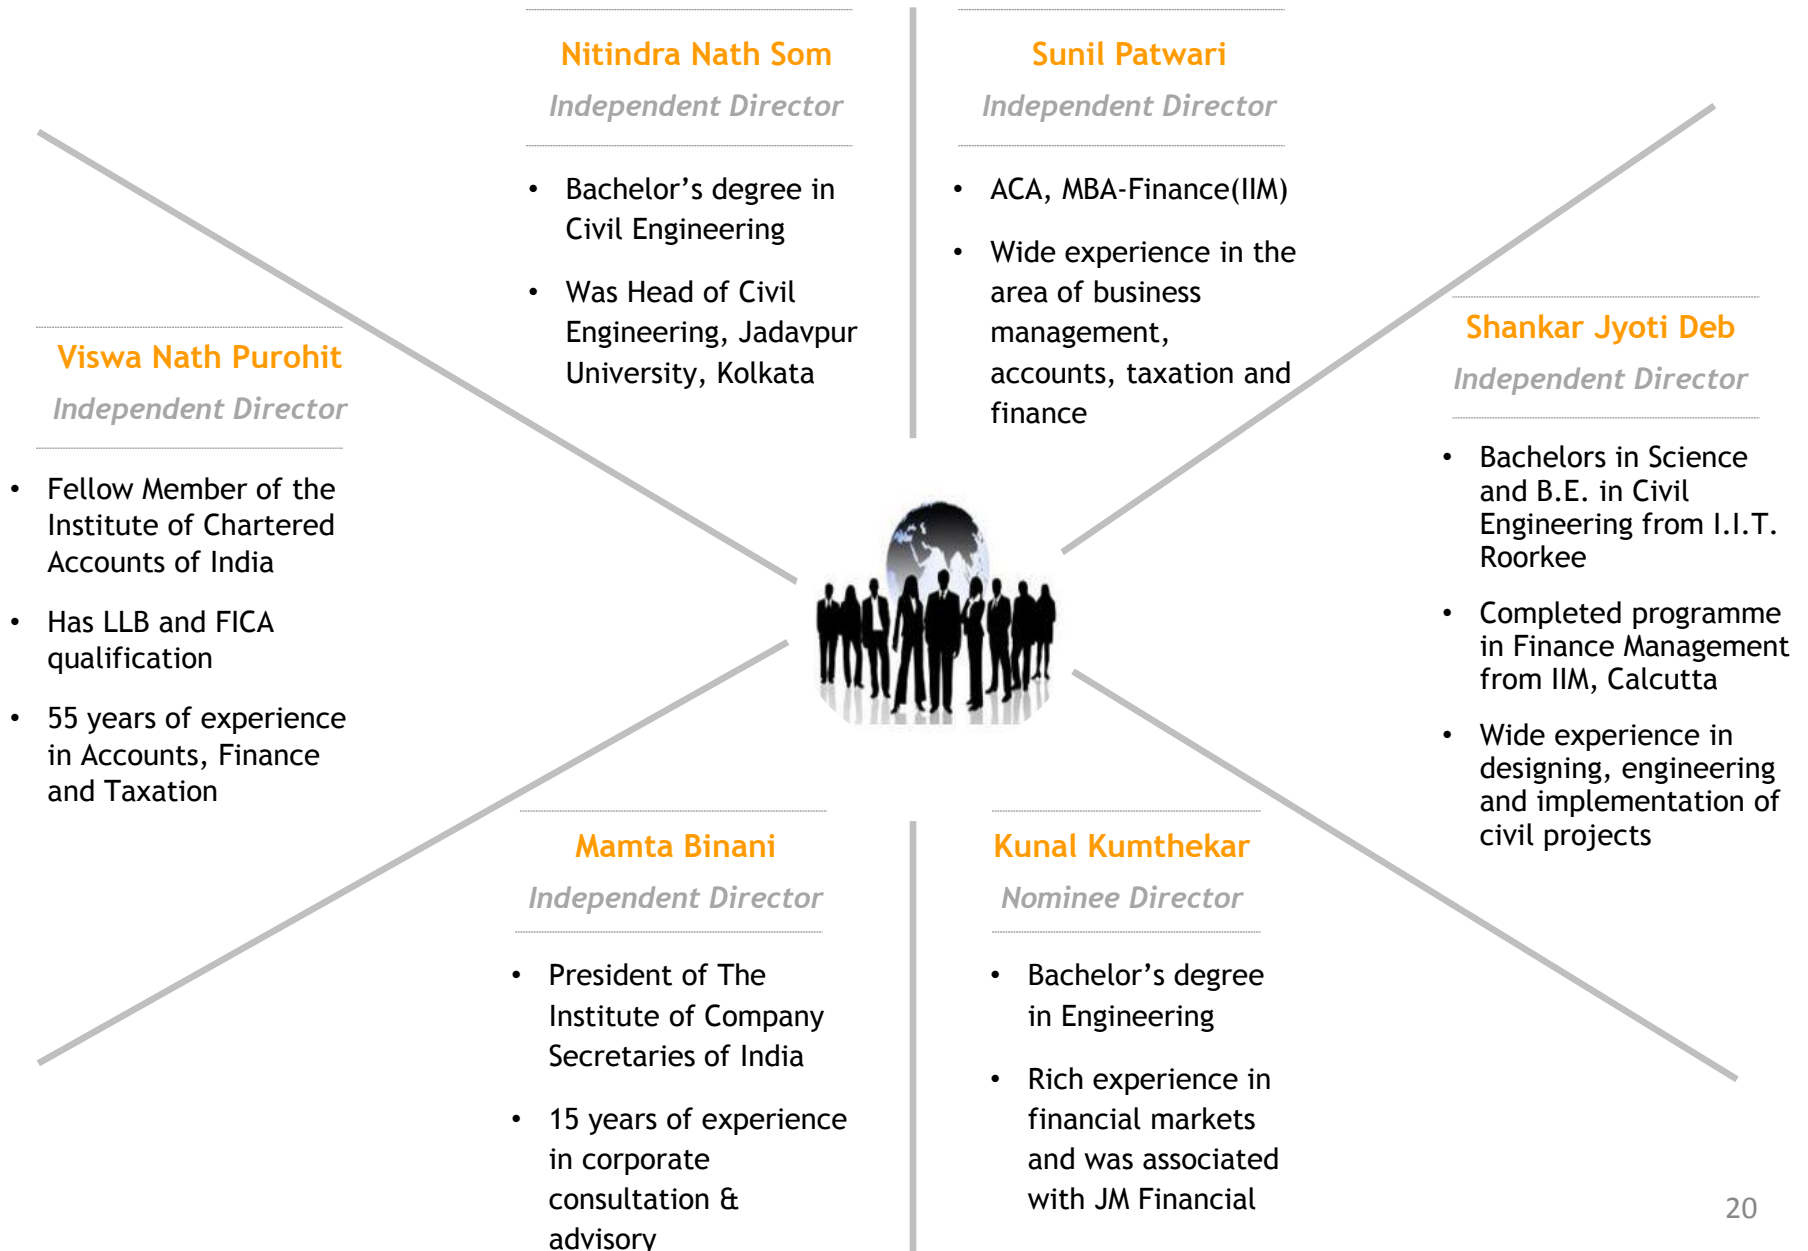 Nitindra Nath Som
Independent Director
• Bachelor’s degree in
Civil Engineering
• Was Head of Civil
Engineering, Jadavpur
University, Kolkata
Sunil Patwari
Independent Director
• ACA, MBA-Finance(IIM)
• Wide experience in the
area of business
management,
accounts, taxation and
finance
Viswa Nath Purohit
Independent Director
• Fellow Member of the
Institute of Chartered
Accounts of India
• Has LLB and FICA
qualification
• 55 years of experience
in Accounts, Finance
and Taxation
Shankar Jyoti Deb
Independent Director
• Bachelors in Science
and B.E. in Civil
Engineering from I.I.T.
Roorkee
• Completed programme
in Finance Management
from IIM, Calcutta
• Wide experience in
designing, engineering
and implementation of
civil projects
Mamta Binani
Independent Director
• President of The
Institute of Company
Secretaries of India
• 15 years of experience
in corporate
consultation &
advisory
Kunal Kumthekar
Nominee Director
• Bachelor’s degree
in Engineering
• Rich experience in
financial markets
and was associated
with JM Financial
20